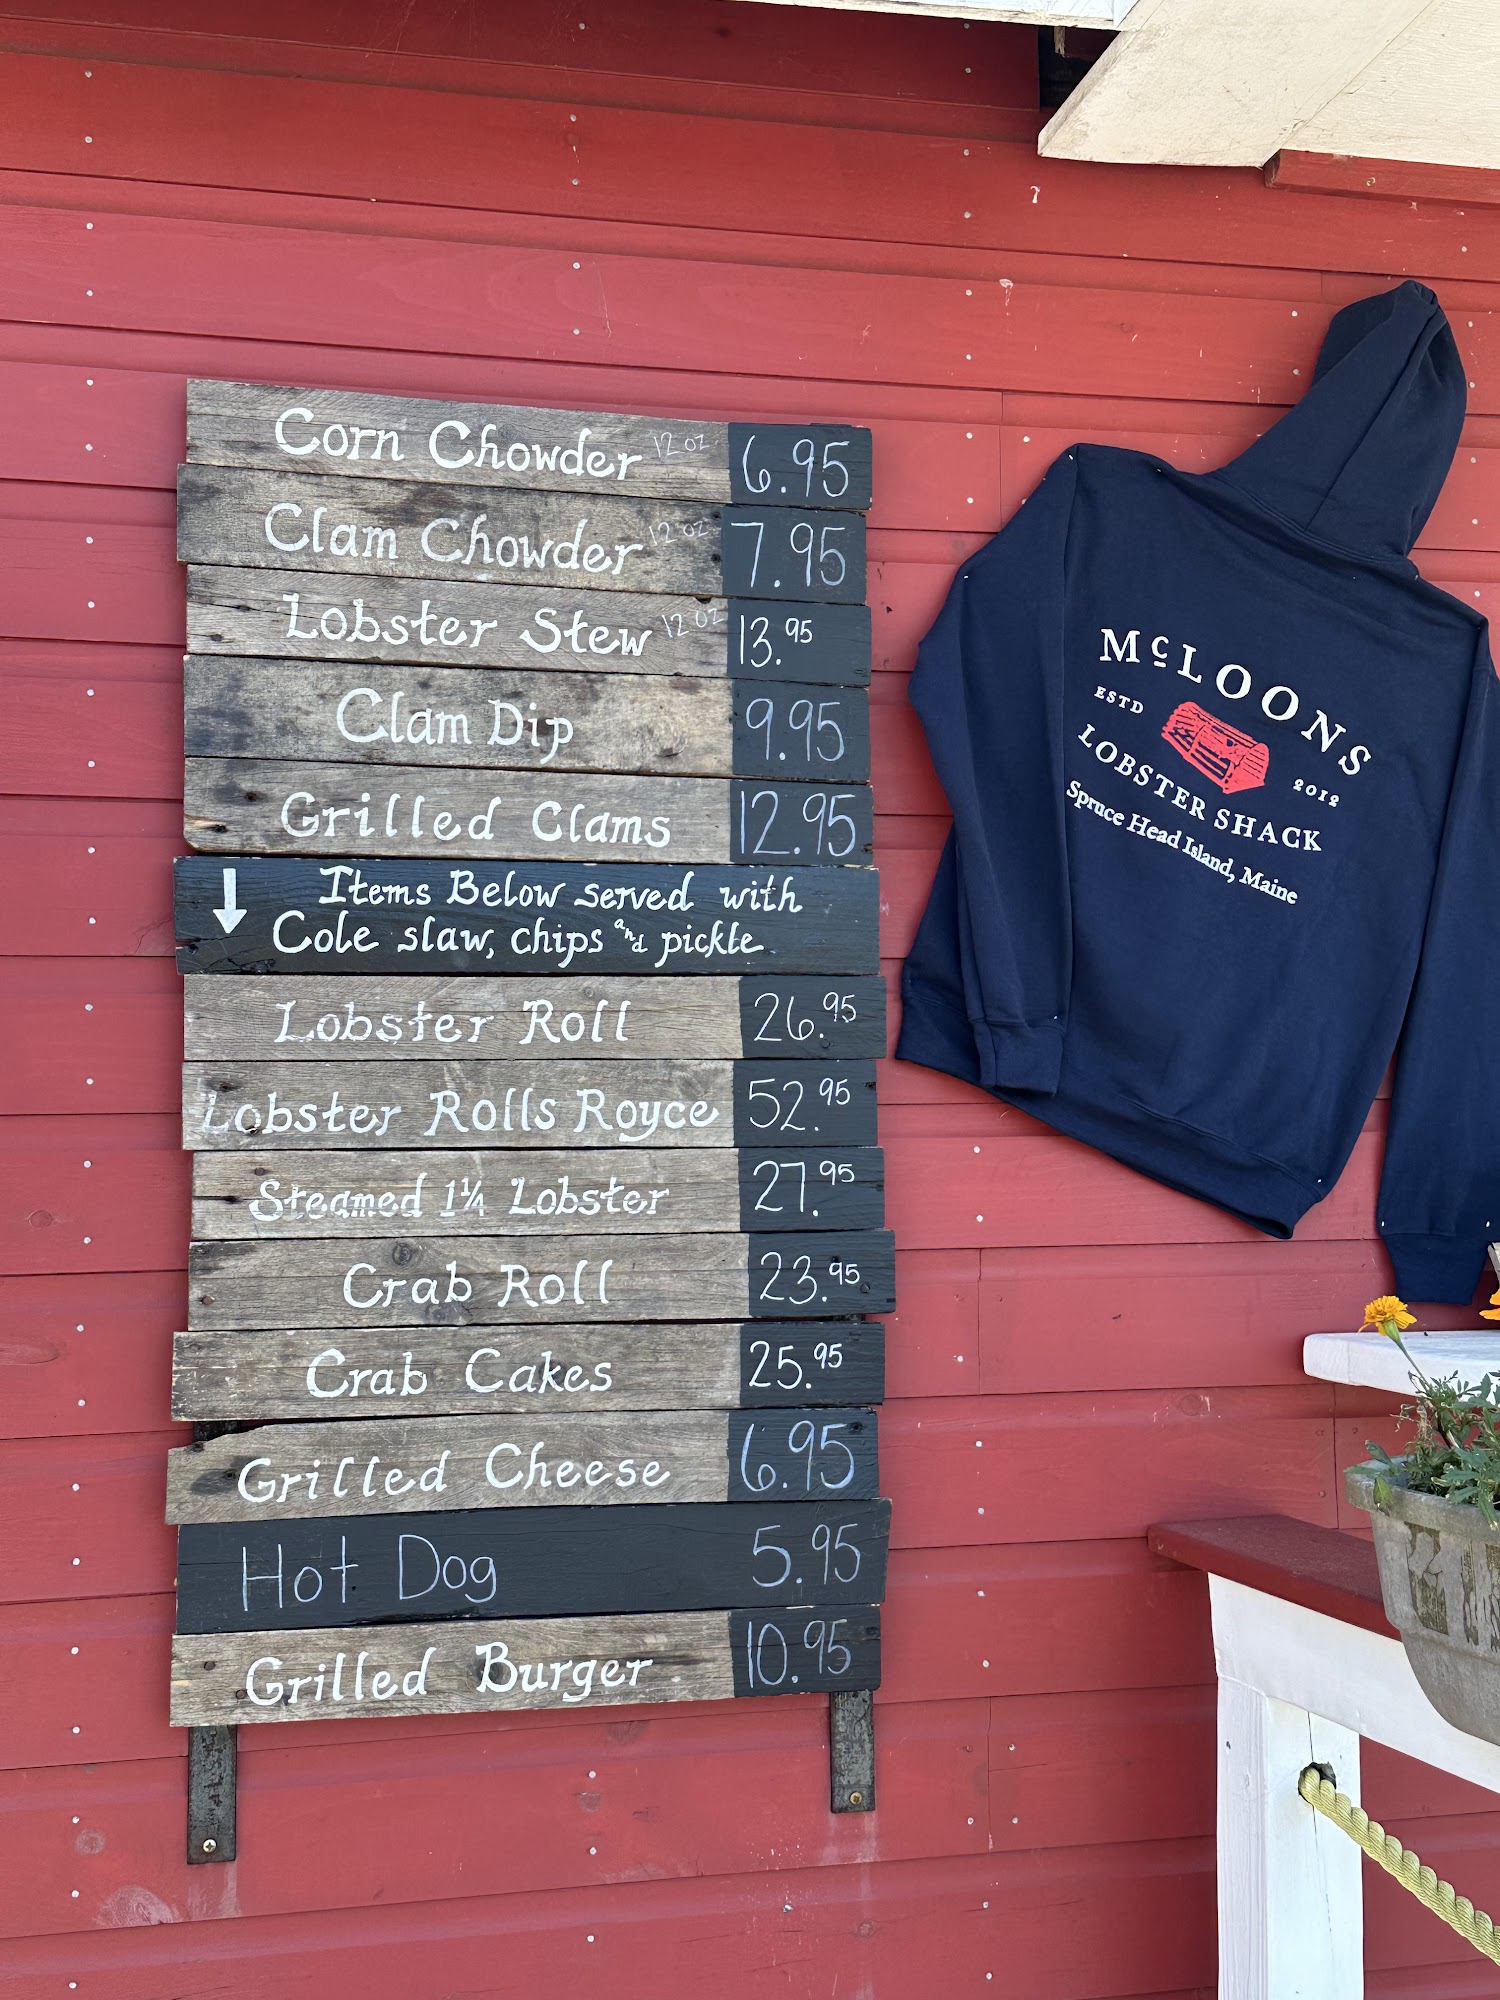 Corn Chowder 12 oz 6.95
Clam Chowder 12 oz 7.95
Lobster Stew 12 oz 13.95
Clam Dip 9.95
Grilled Clams 12.95
↓ Items Below served with
Cole slaw, chips and pickle
Lobster Roll 26.95
Lobster Rolls Royce 52.95
Steamed 1¼ Lobster 27.95
Crab Roll 23.95
Crab Cakes 25.95
Grilled Cheese 6.95
Hot Dog 5.95
Grilled Burger 10.95
McLOONS
ESTD 2012
LOBSTER SHACK
Spruce Head Island, Maine